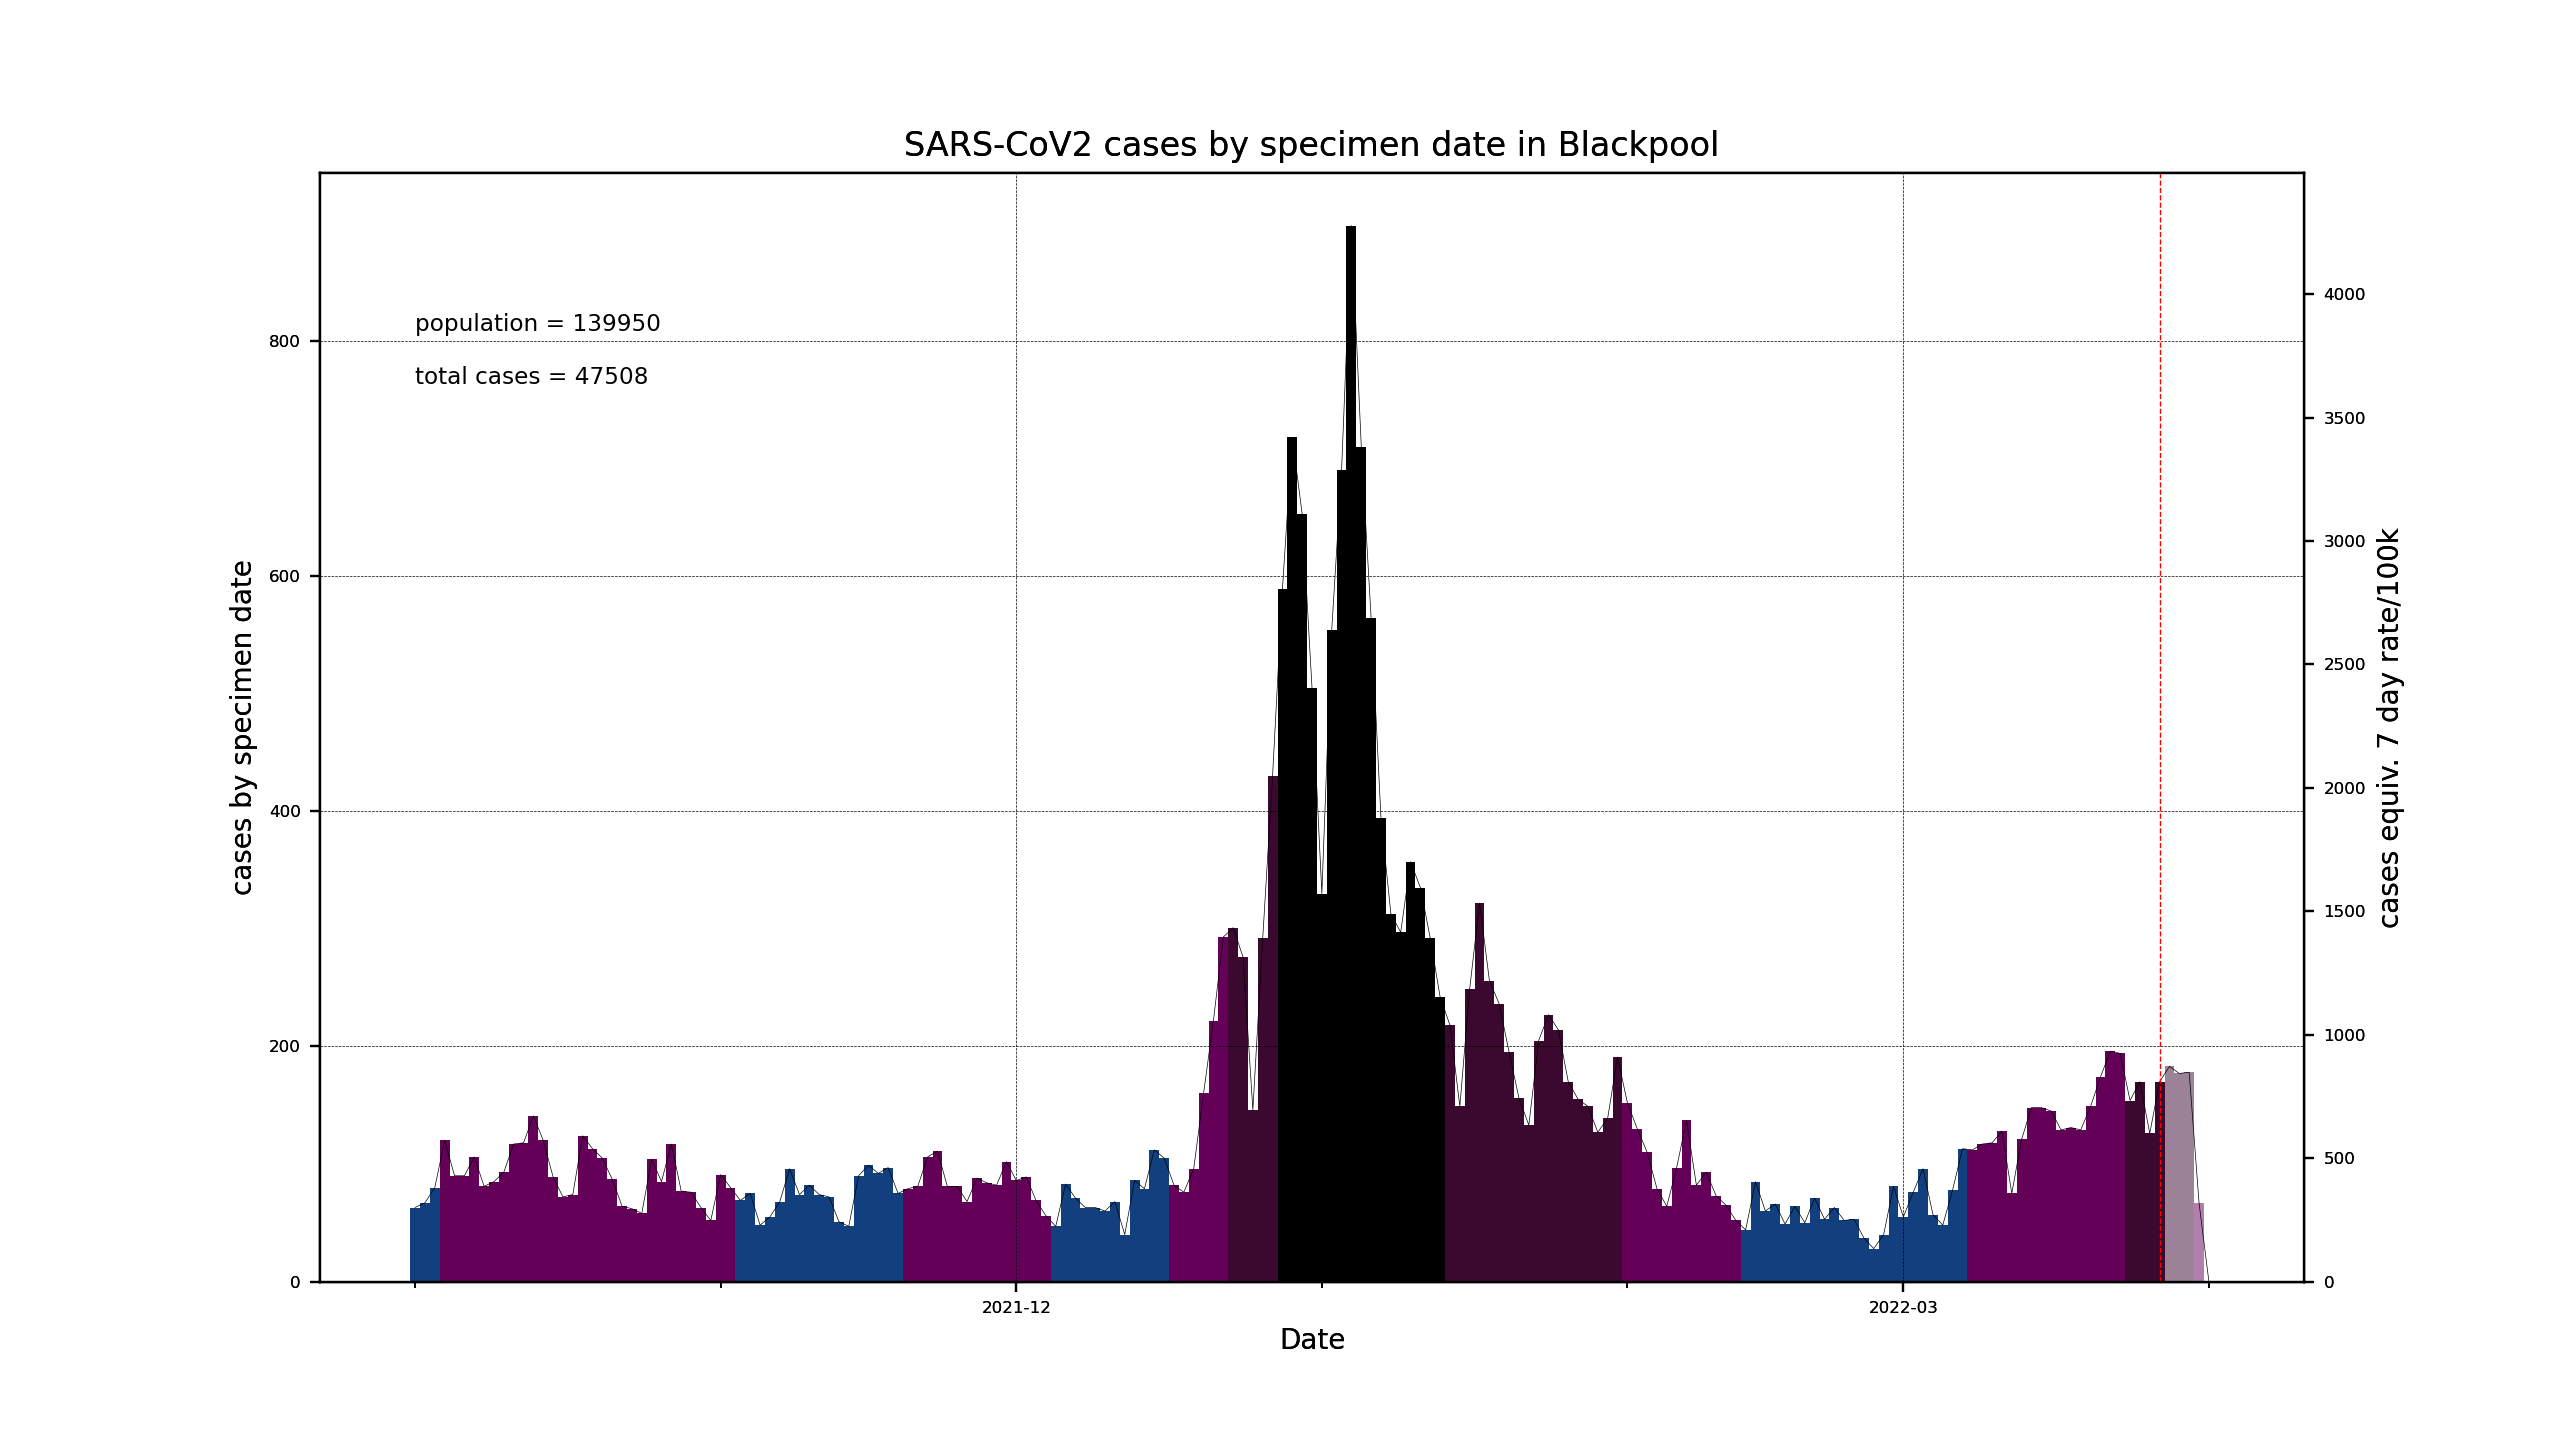 SARS-CoV2 cases by specimen date in Blackpool
population = 139950
total cases = 47508
cases by specimen date
800
600
400
200
0
4000
3500
3000
2500
2000
1500
1000
500
0
cases equiv. 7 day rate/100k
2021-12
2022-03
Date